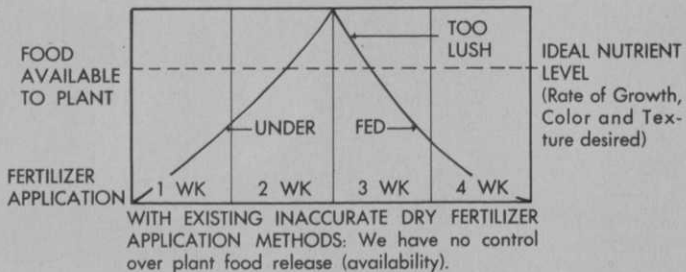 FOOD
AVAILABLE
TO PLANT
TOO
LUSH
IDEAL NUTRIENT
LEVEL
(Rate of Growth,
Color and Tex-
ture desired)
UNDER
FED
FERTILIZER
APPLICATION
1 WK
2 WK
3 WK
4 WK
WITH EXISTING INACCURATE DRY FERTILIZER
APPLICATION METHODS: We have no control
over plant food release (availability).